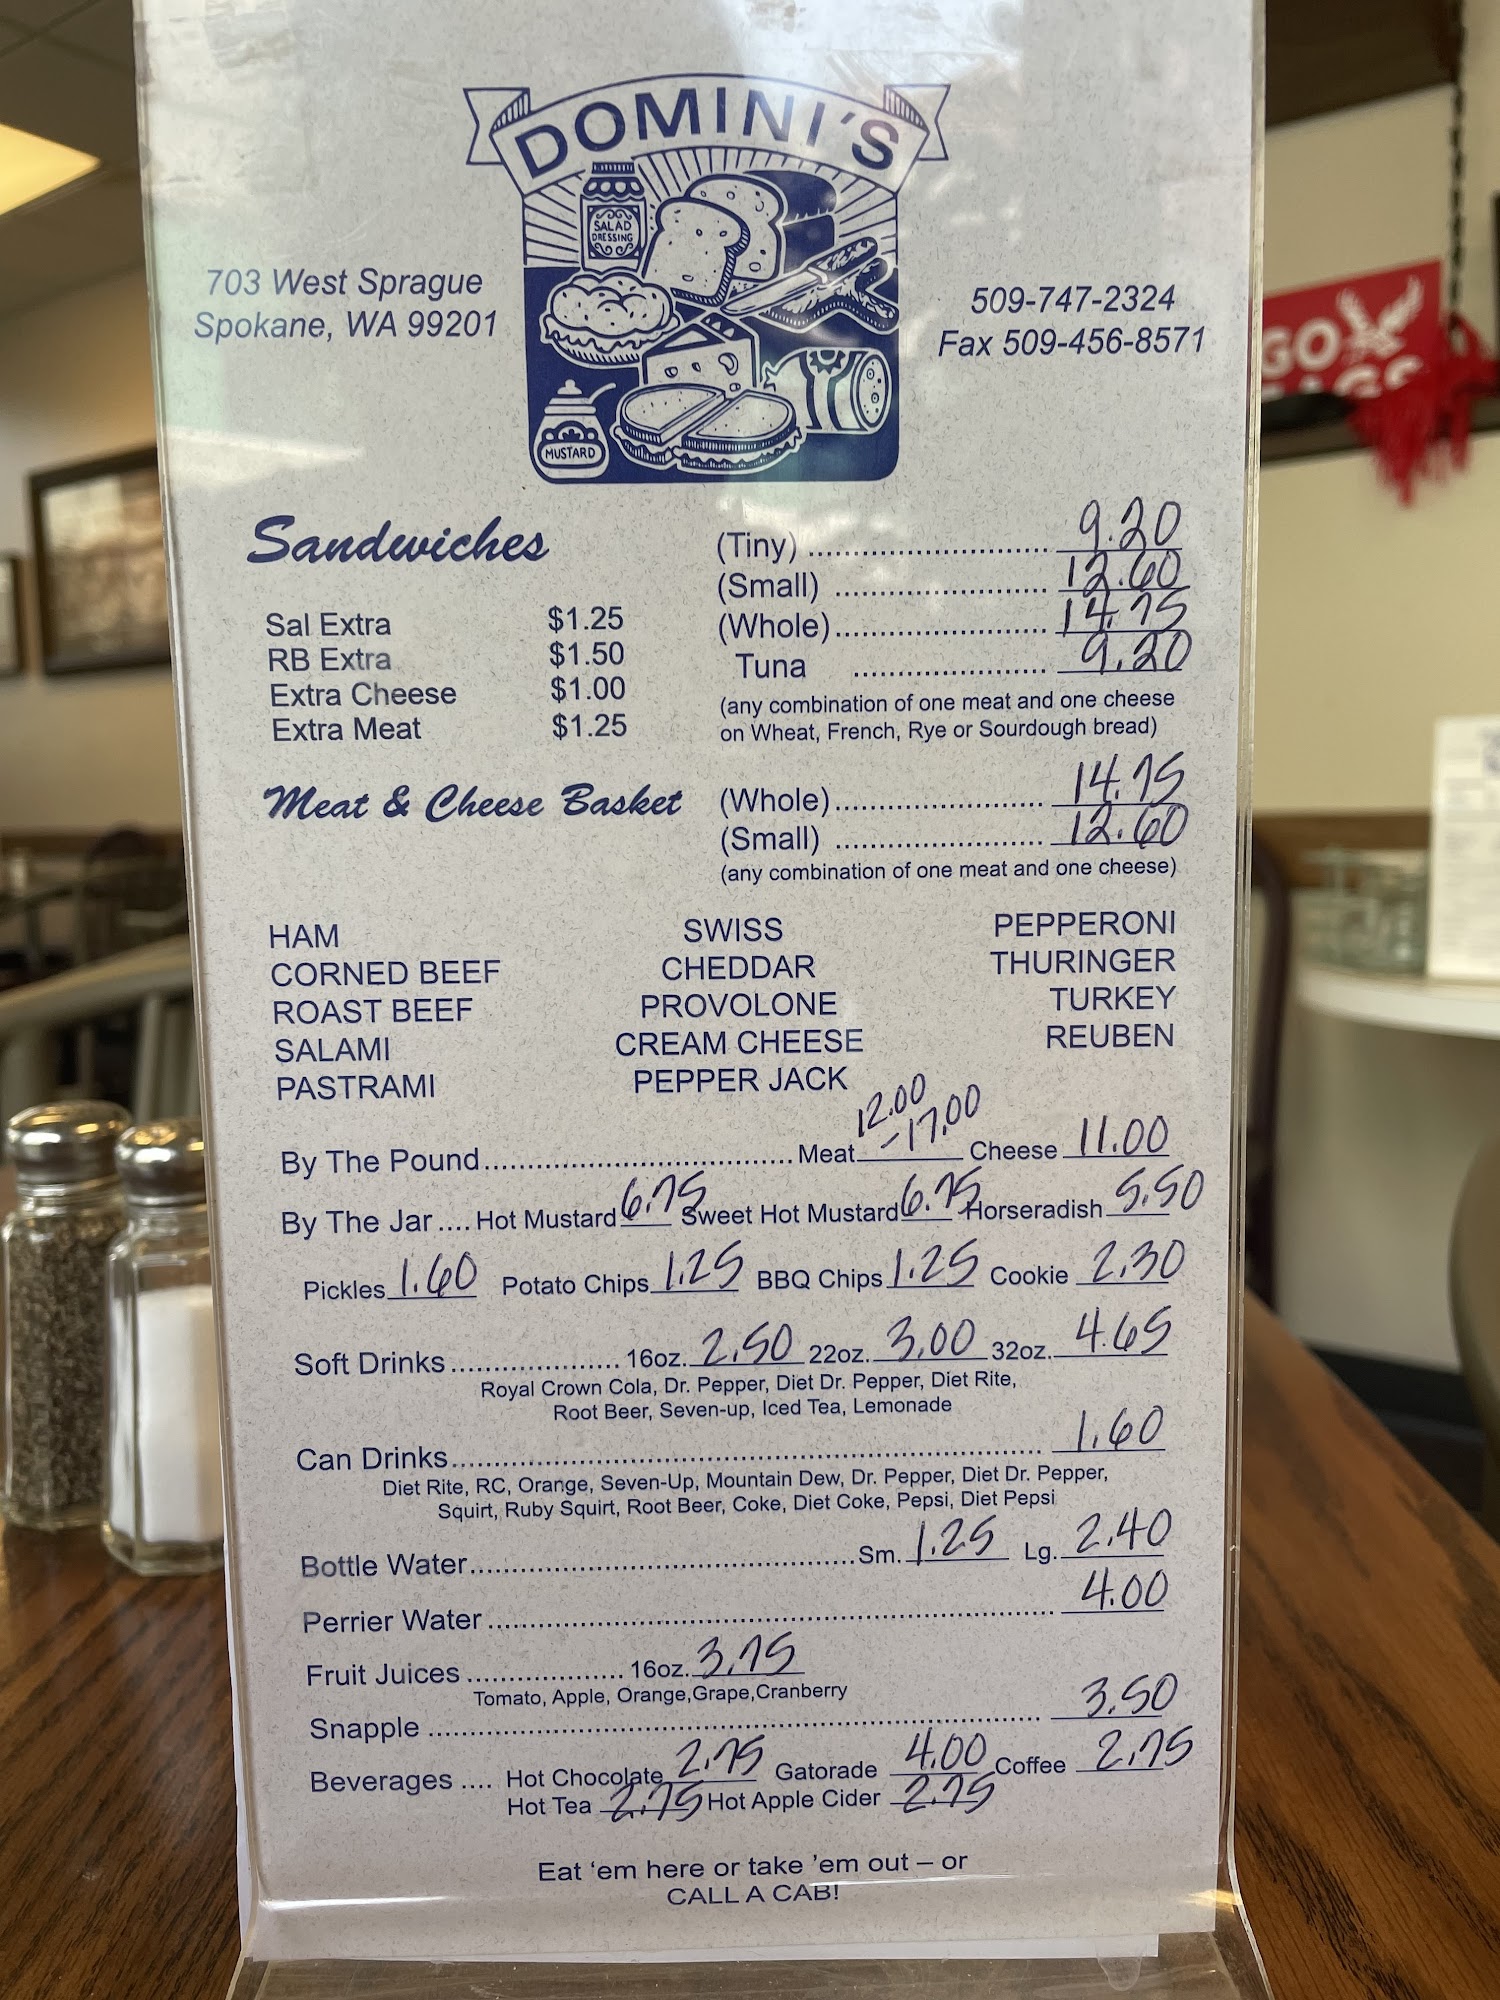 DOMINI'S
SALAD
DRESSING
MUSTARD
703 West Sprague
Spokane, WA 99201
509-747-2324
Fax 509-456-8571
GO
Sandwiches
(Tiny) ............................ 9.20
(Small) ......................... 12.60
(Whole)......................... 14.75
Tuna ....................... 9.20
Sal Extra $1.25
RB Extra $1.50
Extra Cheese $1.00
Extra Meat $1.25
(any combination of one meat and one cheese
on Wheat, French, Rye or Sourdough bread)
Meat & Cheese Basket (Whole)......................... 14.75
(Small) ......................... 12.60
(any combination of one meat and one cheese)
HAM SWISS PEPPERONI
CORNED BEEF CHEDDAR THURINGER
ROAST BEEF PROVOLONE TURKEY
SALAMI CREAM CHEESE REUBEN
PASTRAMI PEPPER JACK
By The Pound..................................... Meat 12.00 -17.00 Cheese 11.00
By The Jar .... Hot Mustard 6.75 Sweet Hot Mustard 6.75 Horseradish 5.50
Pickles 1.60 Potato Chips 1.25 BBQ Chips 1.25 Cookie 2.30
Soft Drinks .................... 16oz. 2.50 22oz. 3.00 32oz. 4.65
Royal Crown Cola, Dr. Pepper, Diet Dr. Pepper, Diet Rite,
Root Beer, Seven-up, Iced Tea, Lemonade
Can Drinks...................................................................... 1.60
Diet Rite, RC, Orange, Seven-Up, Mountain Dew, Dr. Pepper, Diet Dr. Pepper,
Squirt, Ruby Squirt, Root Beer, Coke, Diet Coke, Pepsi, Diet Pepsi
Bottle Water.............................................. Sm. 1.25 Lg. 2.40
Perrier Water ................................................................... 4.00
Fruit Juices ................... 16oz. 3.75
Tomato, Apple, Orange,Grape,Cranberry
Snapple ......................................................................... 3.50
Beverages .... Hot Chocolate 2.75 Gatorade 4.00 Coffee 2.75
Hot Tea 2.75 Hot Apple Cider 2.75
Eat 'em here or take 'em out – or
CALL A CAB!